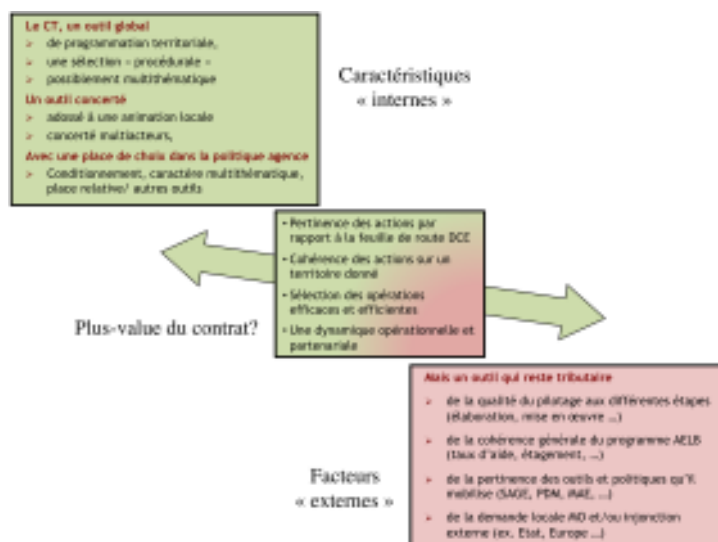 Le CT, un outil global
➢ de programmation territoriale,
➢ une sélection « procédurale »
➢ possiblement multithématique
Un outil concerté
➢ adossé à une animation locale
➢ concerté multiacteurs,
Avec une place de choix dans la politique agence
➢ Conditionnement, caractère multithématique,
place relative/ autres outils
Caractéristiques
« internes »
• Pertinence des actions par
rapport à la feuille de route DCE
• Cohérence des actions sur un
territoire donné
• Sélection des opérations
efficaces et efficientes
• Une dynamique opérationnelle et
partenariale
Plus-value du contrat?
Mais un outil qui reste tributaire
➢ de la qualité du pilotage aux différentes étapes
(élaboration, mise en œuvre …)
➢ de la cohérence générale du programme AELB
(taux d'aide, étagement, …)
➢ de la pertinence des outils et politiques qu'il
mobilise (SAGE, PDM, MAE, …)
➢ de la demande locale MO et/ou injonction
externe (ex. Etat, Europe …)
Facteurs
« externes »